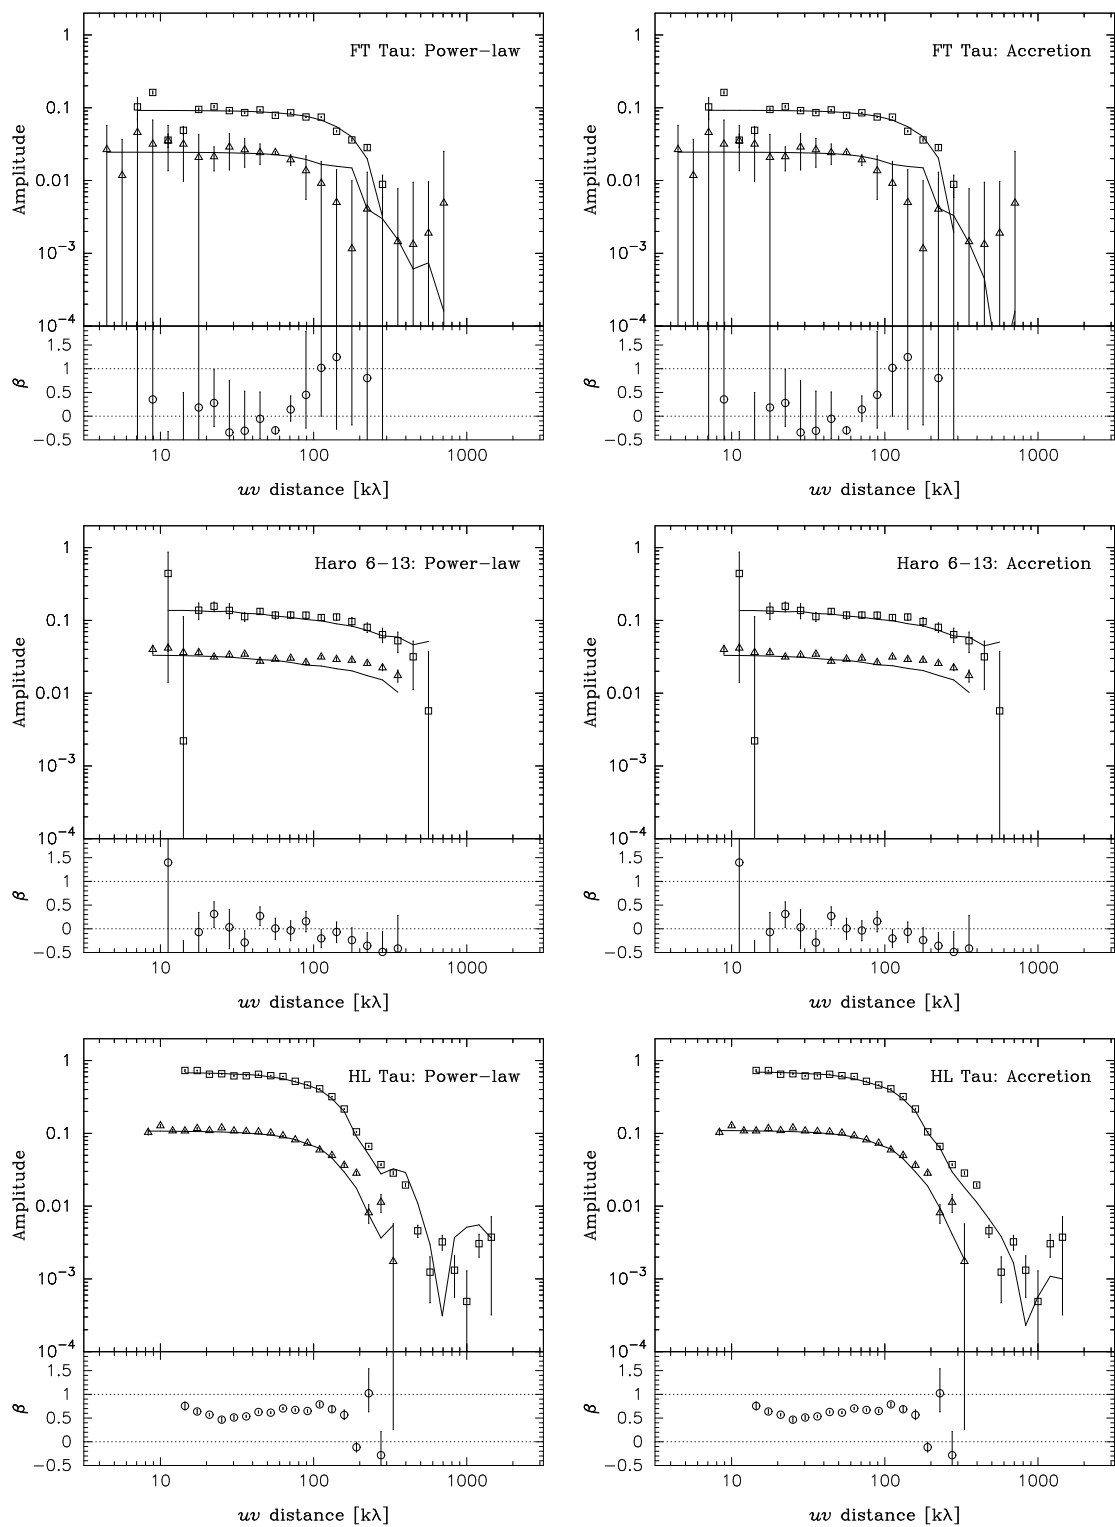 FT Tau: Power-law
Amplitude
1
0.1
0.01
10⁻³
10⁻⁴
β
1.5
1
0.5
0
-0.5
10 100 1000
uv distance [kλ]
FT Tau: Accretion
Amplitude
1
0.1
0.01
10⁻³
10⁻⁴
β
1.5
1
0.5
0
-0.5
10 100 1000
uv distance [kλ]
Haro 6-13: Power-law
Amplitude
1
0.1
0.01
10⁻³
10⁻⁴
β
1.5
1
0.5
0
-0.5
10 100 1000
uv distance [kλ]
Haro 6-13: Accretion
Amplitude
1
0.1
0.01
10⁻³
10⁻⁴
β
1.5
1
0.5
0
-0.5
10 100 1000
uv distance [kλ]
HL Tau: Power-law
Amplitude
1
0.1
0.01
10⁻³
10⁻⁴
β
1.5
1
0.5
0
-0.5
10 100 1000
uv distance [kλ]
HL Tau: Accretion
Amplitude
1
0.1
0.01
10⁻³
10⁻⁴
β
1.5
1
0.5
0
-0.5
10 100 1000
uv distance [kλ]